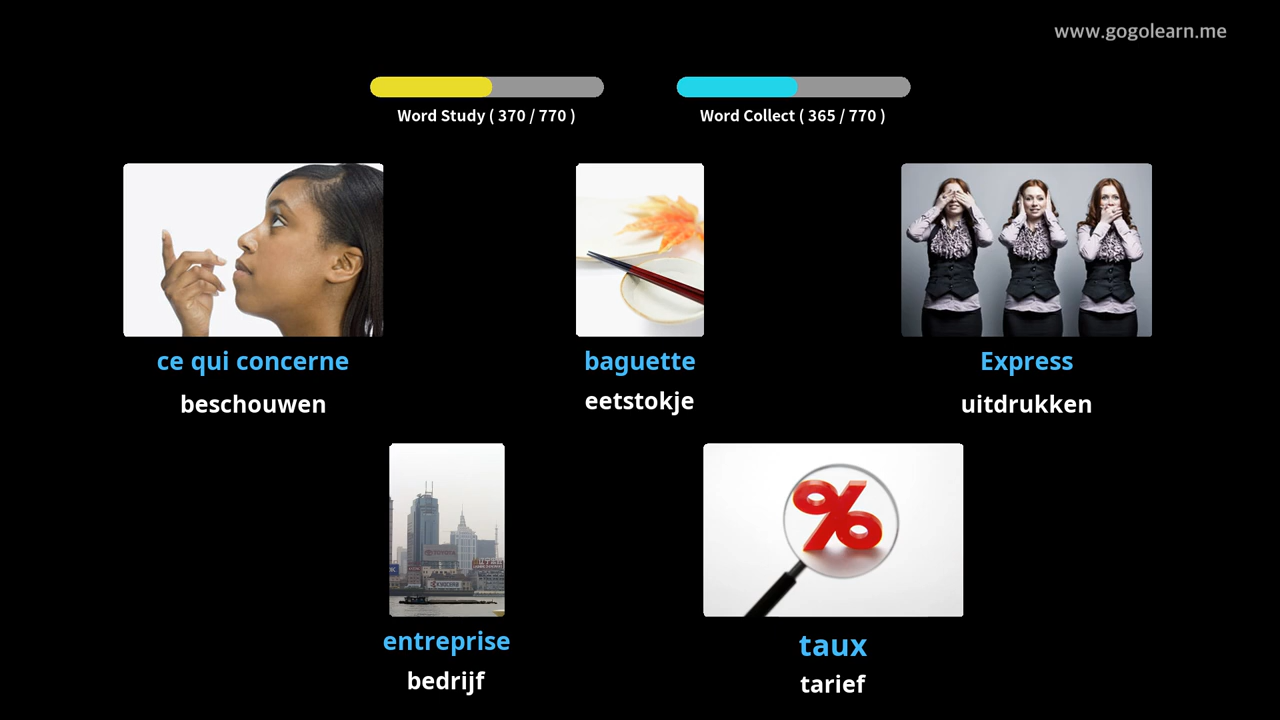 www.gogolearn.me
Word Study ( 370 / 770 )
Word Collect ( 365 / 770 )
ce qui concerne
beschouwen
baguette
eetstokje
Express
uitdrukken
%
TOYOTA
entreprise
bedrijf
taux
tarief